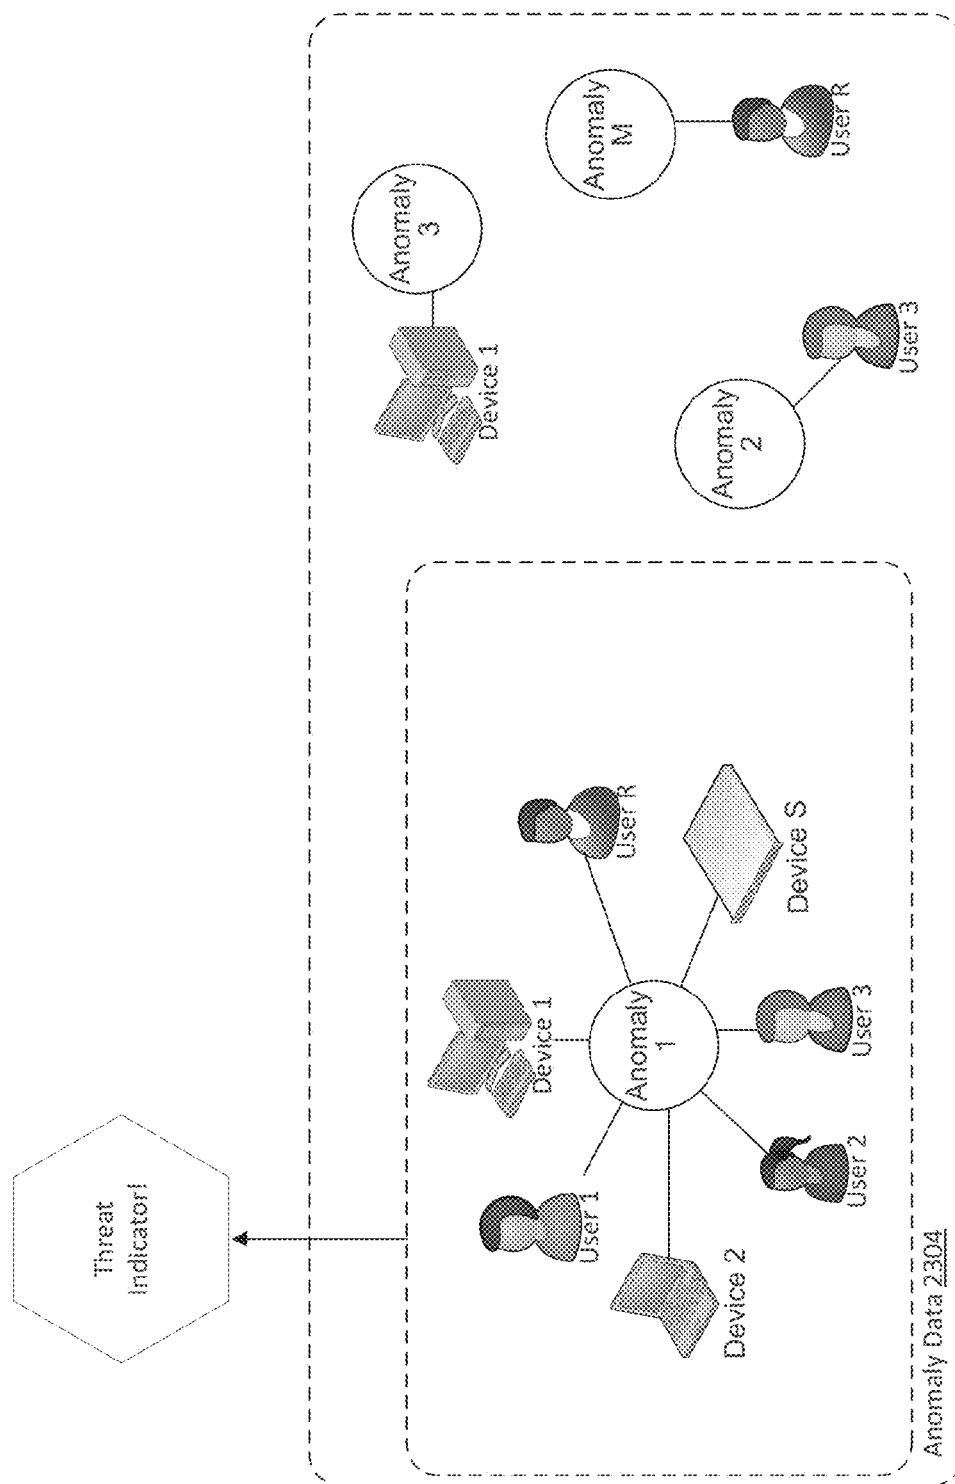 Threat
Indicator!
User 1
Device 1
User R
Device 2
Anomaly
1
User 2
User 3
Device S
Device 1
Anomaly
3
Anomaly
M
User R
Anomaly
2
User 3
Anomaly Data 2304